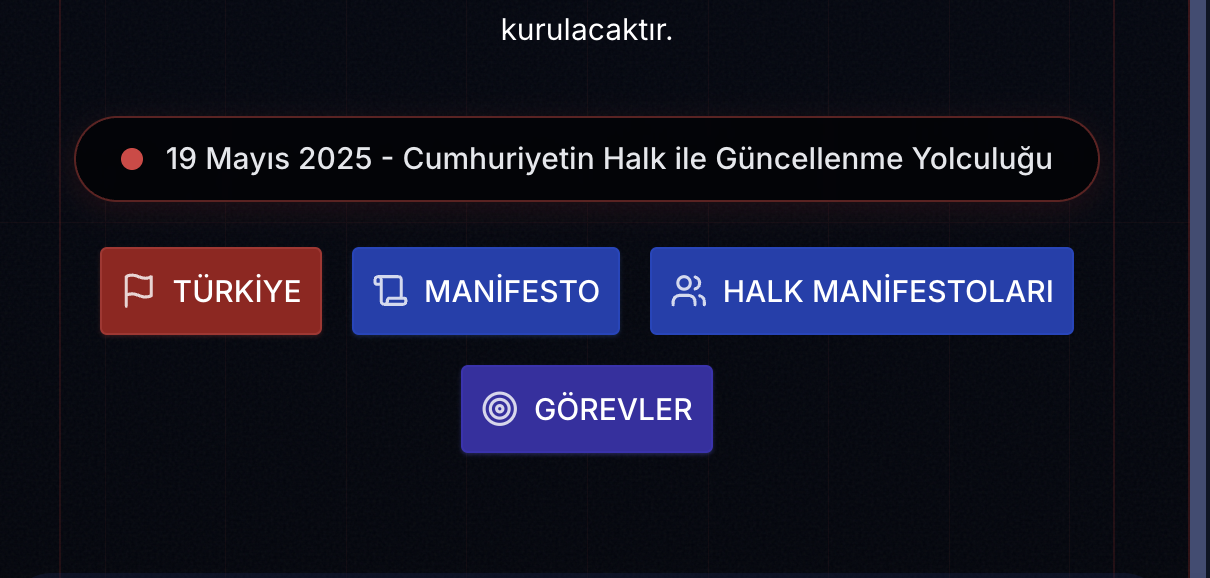 kurulacaktır.
19 Mayıs 2025 - Cumhuriyetin Halk ile Güncellenme Yolculuğu
TÜRKİYE
MANİFESTO
HALK MANİFESTOLARI
GÖREVLER